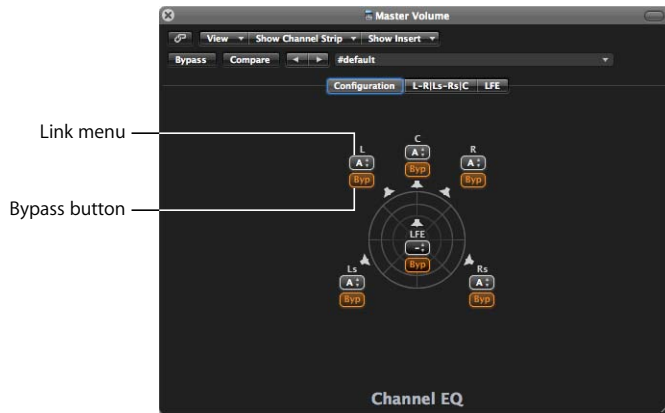 Master Volume
View Show Channel Strip Show Insert
Bypass Compare #default
Configuration L-R|Ls-Rs|C LFE
Link menu
Bypass button
L C R
A A A
Byp Byp Byp
LFE
-
Byp
Ls Rs
A A
Byp Byp
Channel EQ